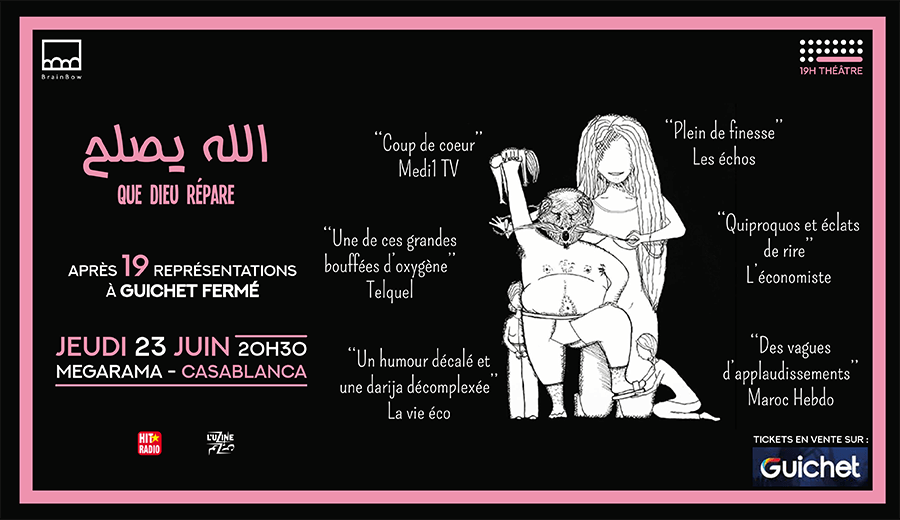 BrainBow
19H THÉÂTRE
الله يصلح
QUE DIEU RÉPARE
APRÈS 19 REPRÉSENTATIONS
À GUICHET FERMÉ
JEUDI 23 JUIN 20H30
MEGARAMA - CASABLANCA
HIT RADIO
L'UZINE
“Coup de coeur”
Medi1 TV
“Une de ces grandes
bouffées d'oxygène”
Telquel
“Un humour décalé et
une darija décomplexée”
La vie éco
“Plein de finesse”
Les échos
“Quiproquos et éclats
de rire”
L'économiste
“Des vagues
d'applaudissements”
Maroc Hebdo
TICKETS EN VENTE SUR :
Guichet